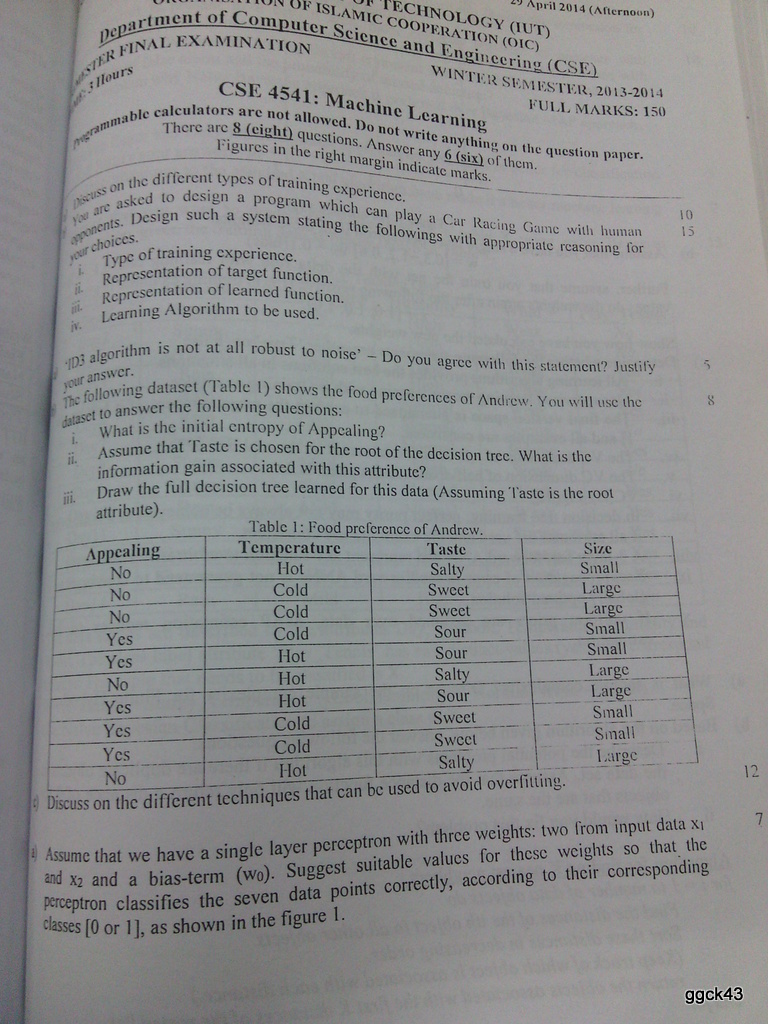 29 April 2014 (Afternoon)
OF TECHNOLOGY (IUT)
OF ISLAMIC COOPERATION (OIC)
Department of Computer Science and Engineering (CSE)
FINAL EXAMINATION
WINTER SEMESTER, 2013-2014
3 Hours
FULL MARKS: 150
CSE 4541: Machine Learning
Programmable calculators are not allowed. Do not write anything on the question paper.
There are 8 (eight) questions. Answer any 6 (six) of them.
Figures in the right margin indicate marks.
Discuss on the different types of training experience. 10
You are asked to design a program which can play a Car Racing Game with human 15
opponents. Design such a system stating the followings with appropriate reasoning for
your choices.
i. Type of training experience.
ii. Representation of target function.
iii. Representation of learned function.
iv. Learning Algorithm to be used.
'ID3 algorithm is not at all robust to noise' – Do you agree with this statement? Justify 5
your answer.
The following dataset (Table 1) shows the food preferences of Andrew. You will use the 8
dataset to answer the following questions:
i. What is the initial entropy of Appealing?
ii. Assume that Taste is chosen for the root of the decision tree. What is the
information gain associated with this attribute?
iii. Draw the full decision tree learned for this data (Assuming Taste is the root
attribute).
Table 1: Food preference of Andrew.
Appealing Temperature Taste Size
No Hot Salty Small
No Cold Sweet Large
No Cold Sweet Large
Yes Cold Sour Small
Yes Hot Sour Small
No Hot Salty Large
Yes Hot Sour Large
Yes Cold Sweet Small
Yes Cold Sweet Small
No Hot Salty Large
c) Discuss on the different techniques that can be used to avoid overfitting. 12
a) Assume that we have a single layer perceptron with three weights: two from input data x1 7
and x2 and a bias-term (w0). Suggest suitable values for these weights so that the
perceptron classifies the seven data points correctly, according to their corresponding
classes [0 or 1], as shown in the figure 1.
ggck43